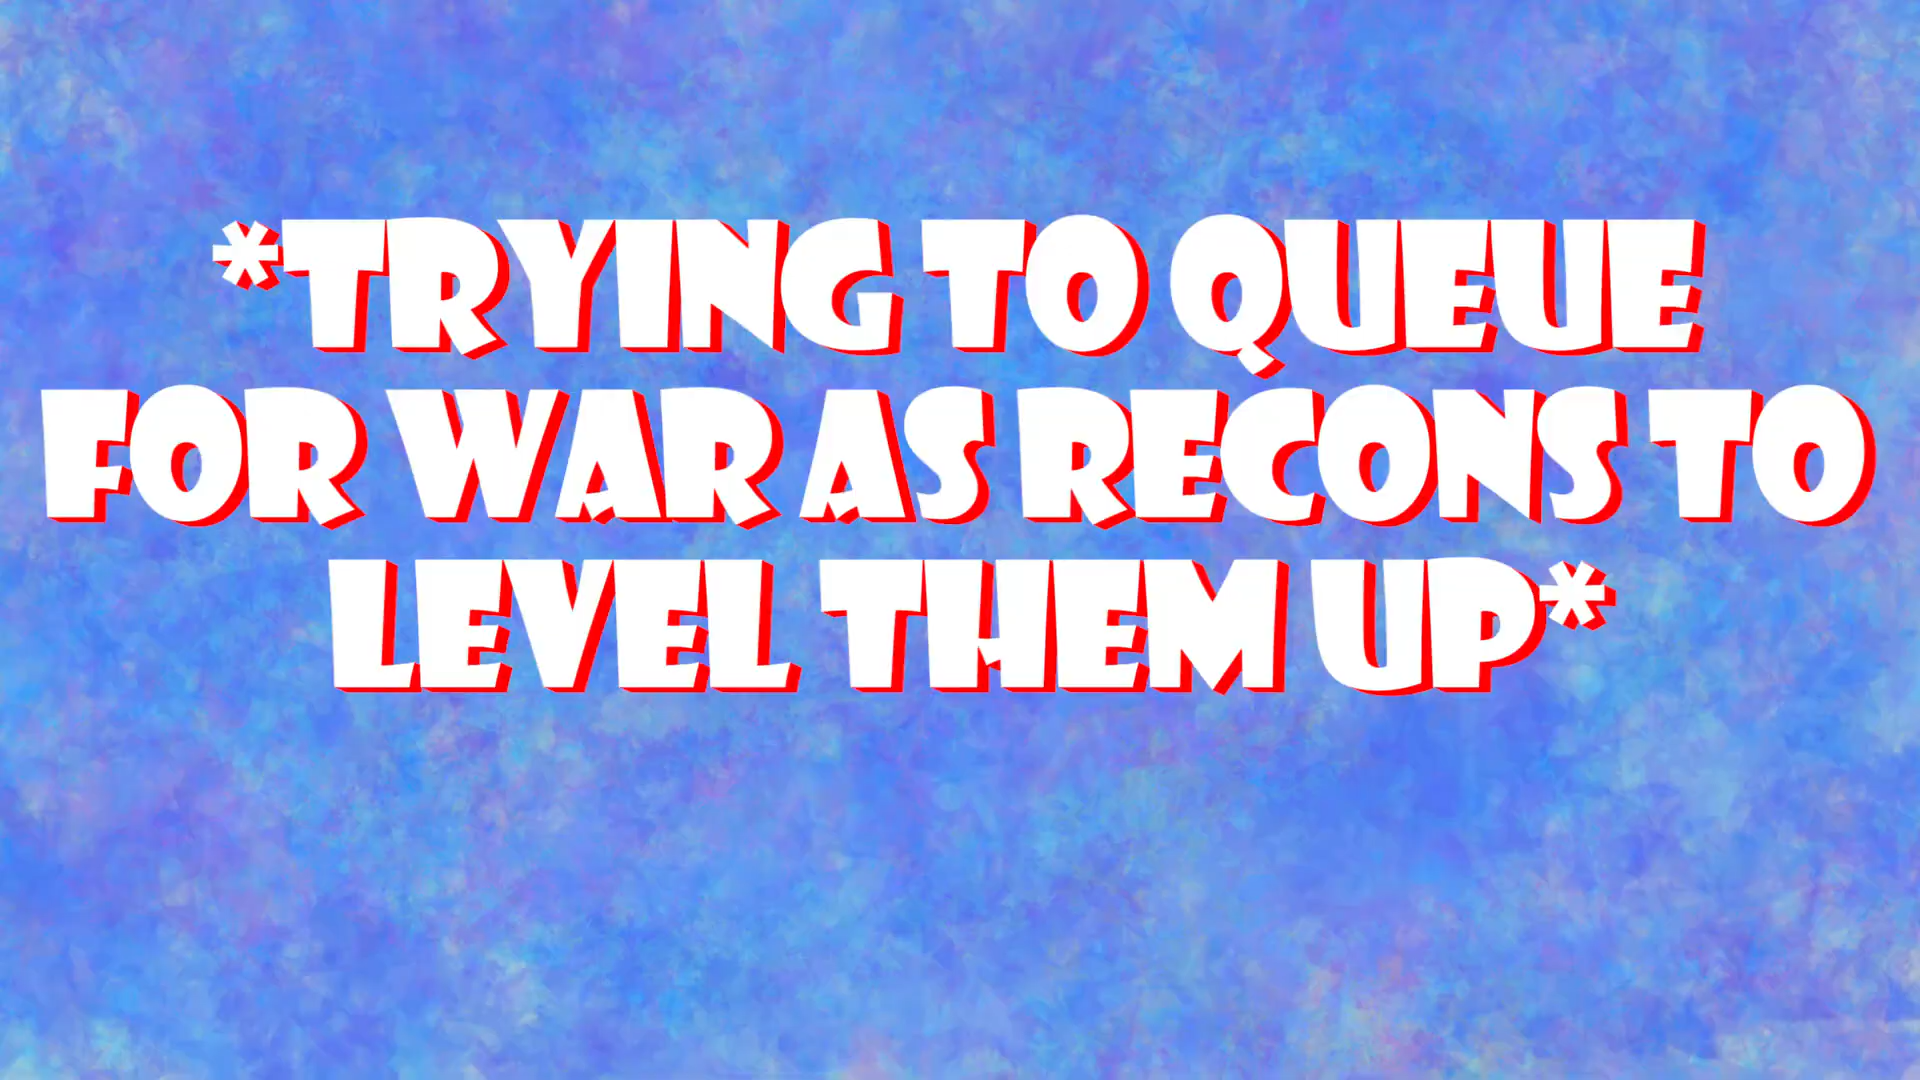 *TRYING TO QUEUE
FOR WAR AS RECONS TO
LEVEL THEM UP*